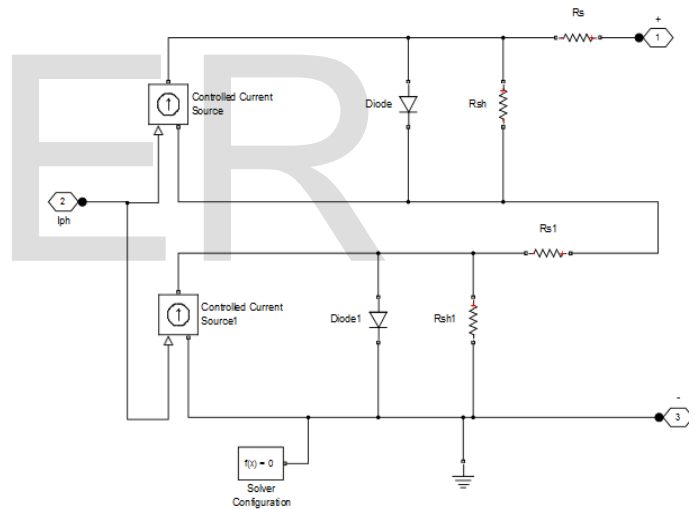 Rs
+
1
Controlled Current
Source
Diode
Rsh
ER
2
Iph
Rs1
Controlled Current
Source1
Diode1
Rsh1
-
3
f(x) = 0
Solver
Configuration